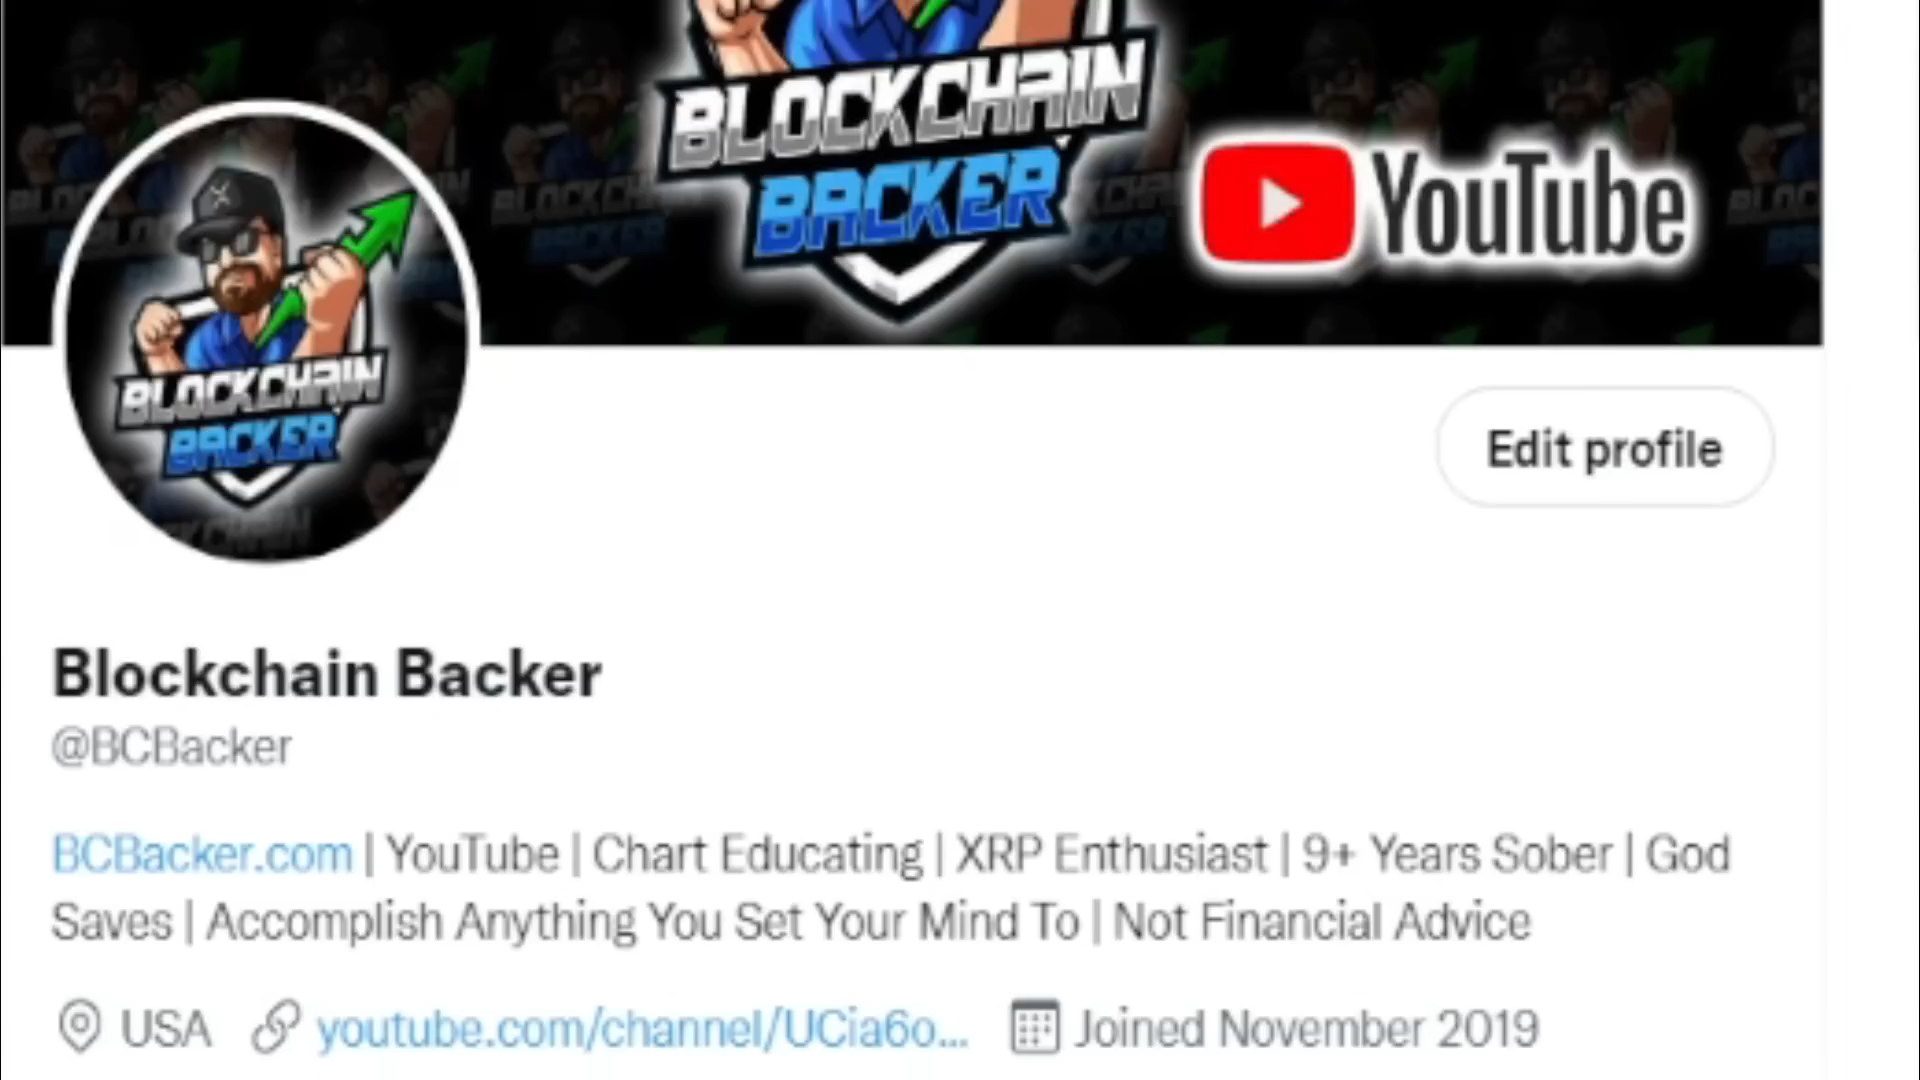 BLOCKCHAIN
BACKER
YouTube
BLOCKCHAIN
BACKER
Edit profile
Blockchain Backer
@BCBacker
BCBacker.com | YouTube | Chart Educating | XRP Enthusiast | 9+ Years Sober | God
Saves | Accomplish Anything You Set Your Mind To | Not Financial Advice
USA youtube.com/channel/UCia6o... Joined November 2019